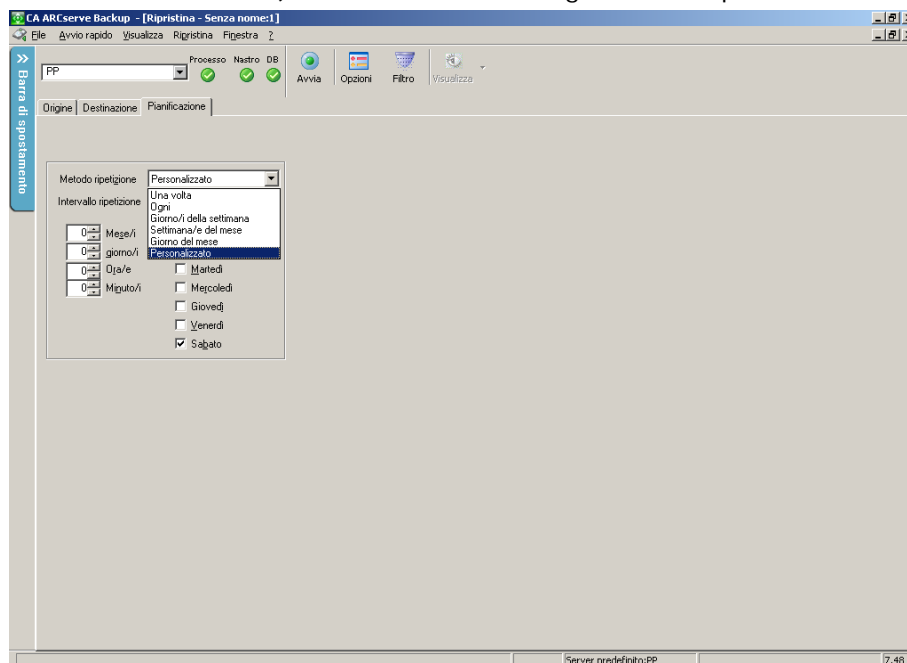 CA ARCserve Backup - [Ripristina - Senza nome:1]
File Avvio rapido Visualizza Ripristina Finestra ?
Barra di spostamento
PP
Processo Nastro DB
Avvia Opzioni Filtro Visualizza
Origine Destinazione Pianificazione
Metodo ripetizione Personalizzato
Intervallo ripetizione
Una volta
Ogni
Giorno/i della settimana
Settimana/e del mese
Giorno del mese
Personalizzato
0 Mese/i
0 giorno/i
0 Ora/e
0 Minuto/i
Martedì
Mercoledì
Giovedì
Venerdì
Sabato
Server predefinito:PP
7.48